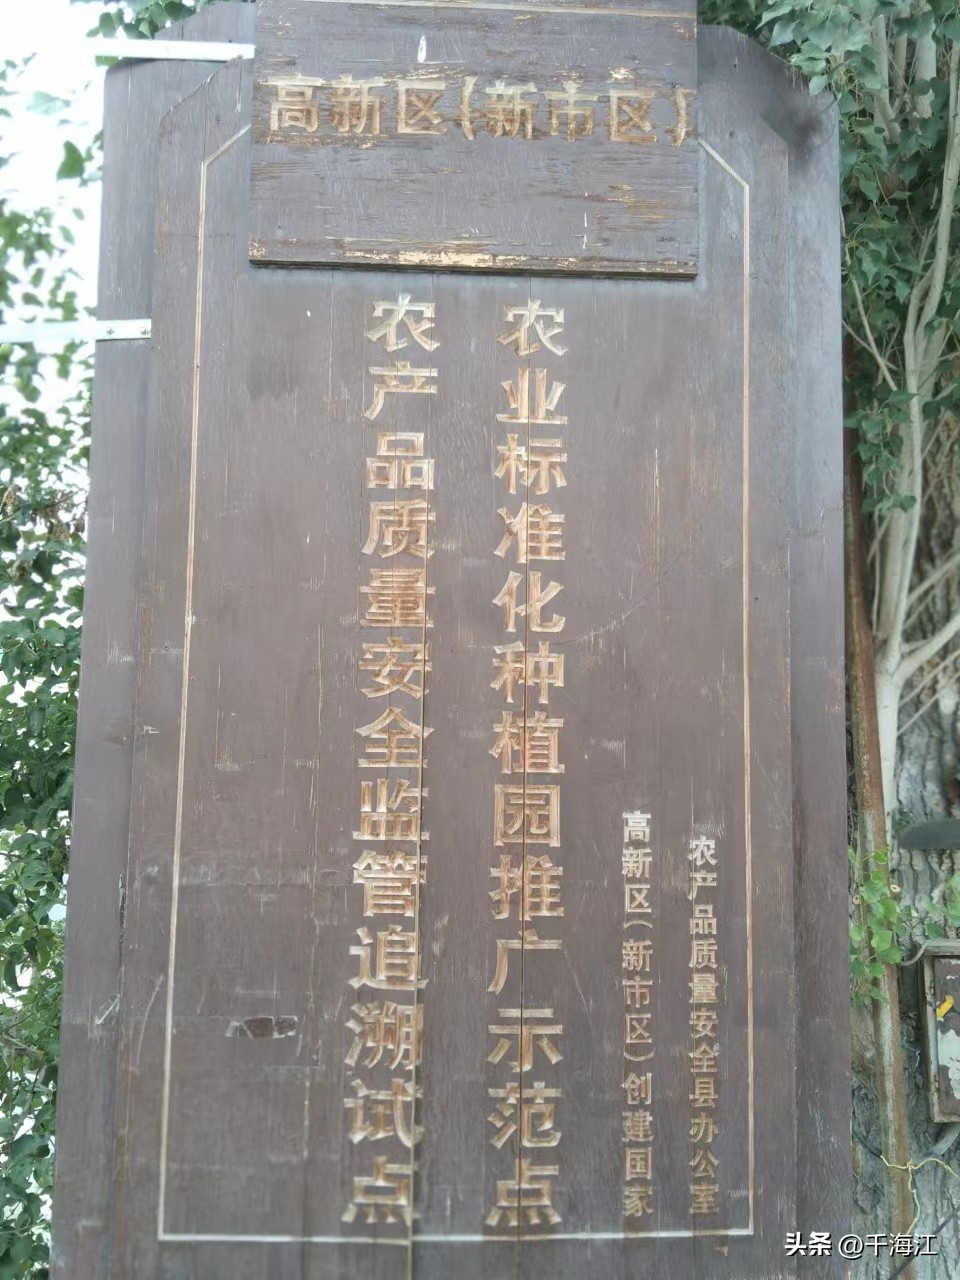 高新区(新市区)
农产品质量安全监管追溯试点
农业标准化种植园推广示范点
高新区(新市区)创建国家
农产品质量安全县办公室
头条 @干海江